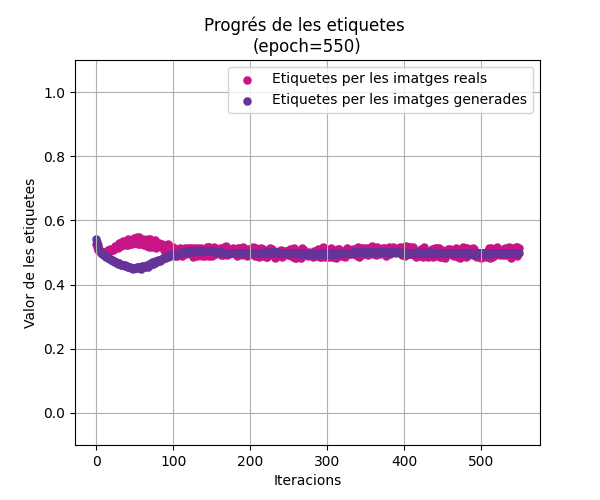 Progrés de les etiquetes
(epoch=550)
Etiquetes per les imatges reals
Etiquetes per les imatges generades
Valor de les etiquetes
1.0
0.8
0.6
0.4
0.2
0.0
0 100 200 300 400 500
Iteracions